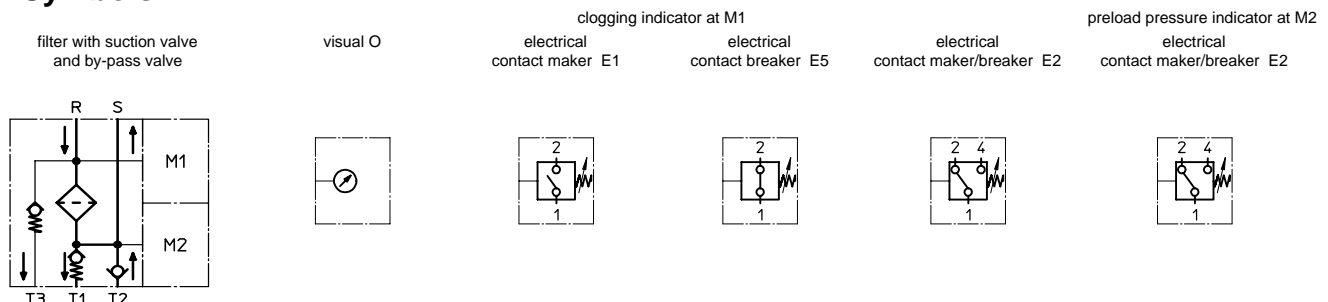 clogging indicator at M1
preload pressure indicator at M2
filter with suction valve
and by-pass valve
visual O
electrical
contact maker E1
electrical
contact breaker E5
electrical
contact maker/breaker E2
electrical
contact maker/breaker E2
R S
M1
M2
T3 T1 T2
2
1
2
1
2 4
1
2 4
1